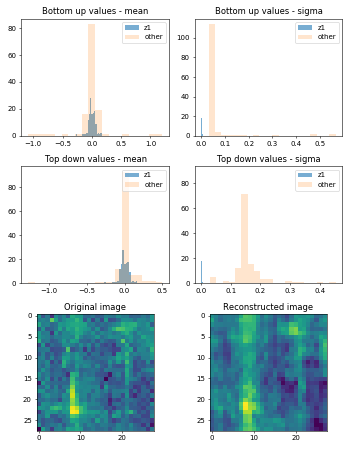 Bottom up values - mean
Bottom up values - sigma
z1
other
z1
other
80
60
40
20
0
100
80
60
40
20
0
-1.0 -0.5 0.0 0.5 1.0
0.0 0.1 0.2 0.3 0.4 0.5
Top down values - mean
Top down values - sigma
z1
other
z1
other
80
60
40
20
0
80
60
40
20
0
-1.0 -0.5 0.0 0.5
0.0 0.1 0.2 0.3 0.4
Original image
Reconstructed image
0
5
10
15
20
25
0
5
10
15
20
25
0 10 20
0 10 20